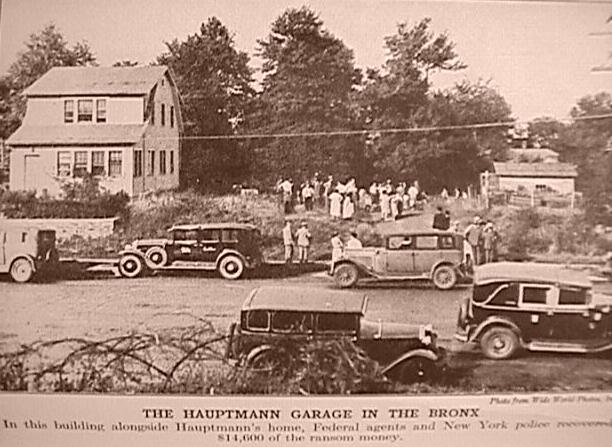 Photo from Wide World Photos,
THE HAUPTMANN GARAGE IN THE BRONX
In this building alongside Hauptmann's home, Federal agents and New York police recovered
$14,600 of the ransom money.